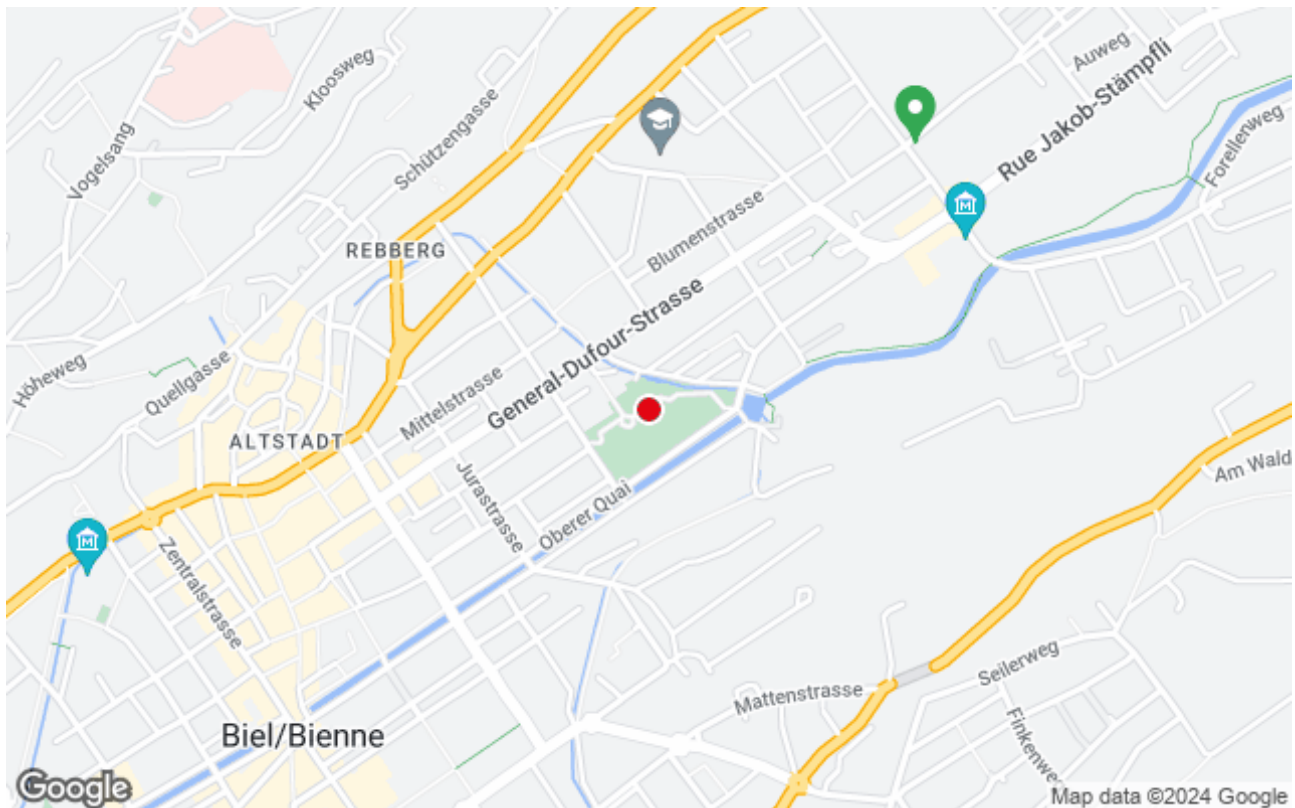 Kloosweg
Auweg
Rue Jakob-Stämpfli
Vogelsang
Schützengasse
Forellenweg
REBBERG
Blumenstrasse
General-Dufour-Strasse
Höheweg
Quellgasse
Mittelstrasse
ALTSTADT
Jurastrasse
Oberer Quai
Am Wald
Zentralstrasse
Seilerweg
Mattenstrasse
Finkenweg
Biel/Bienne
Google
Map data ©2024 Google